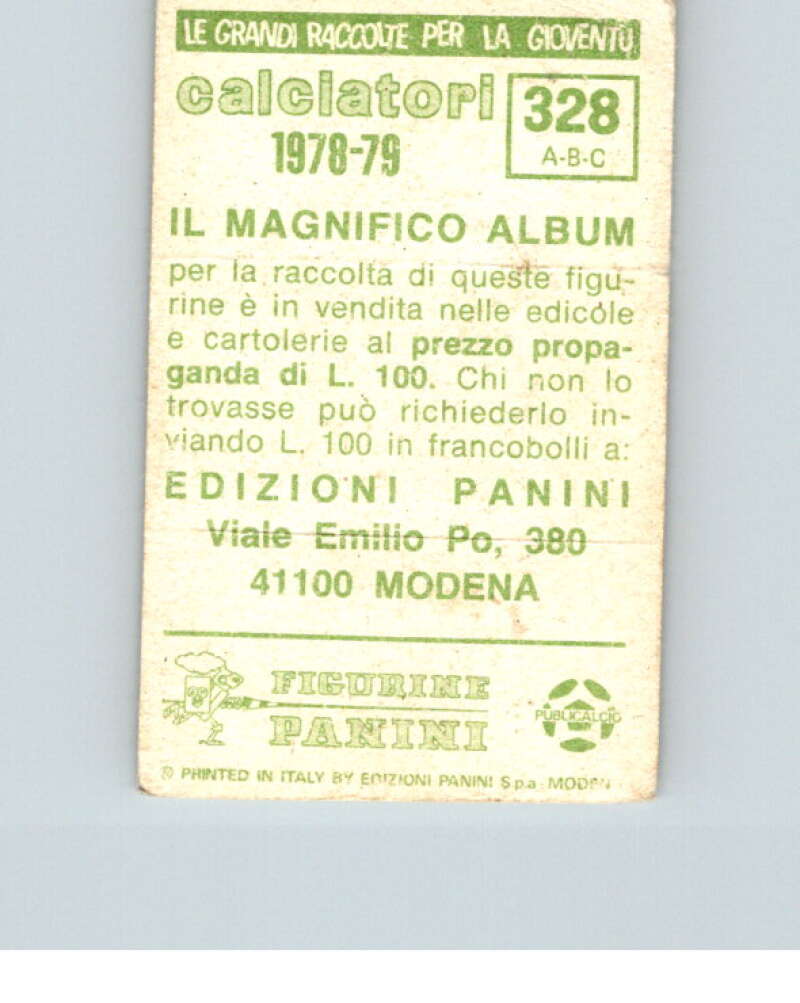 LE GRANDI RACCOLTE PER LA GIOVENTÙ
calciatori
1978-79
328
A-B-C
IL MAGNIFICO ALBUM
per la raccolta di queste figu-
rine è in vendita nelle edicole
e cartolerie al prezzo propa-
ganda di L. 100. Chi non lo
trovasse può richiederlo in-
viando L. 100 in francobolli a:
EDIZIONI PANINI
Viale Emilio Po, 380
41100 MODENA
FIGURINE
PANINI
PUBLICALCIO
© PRINTED IN ITALY BY EDIZIONI PANINI S.p.a. MODEN